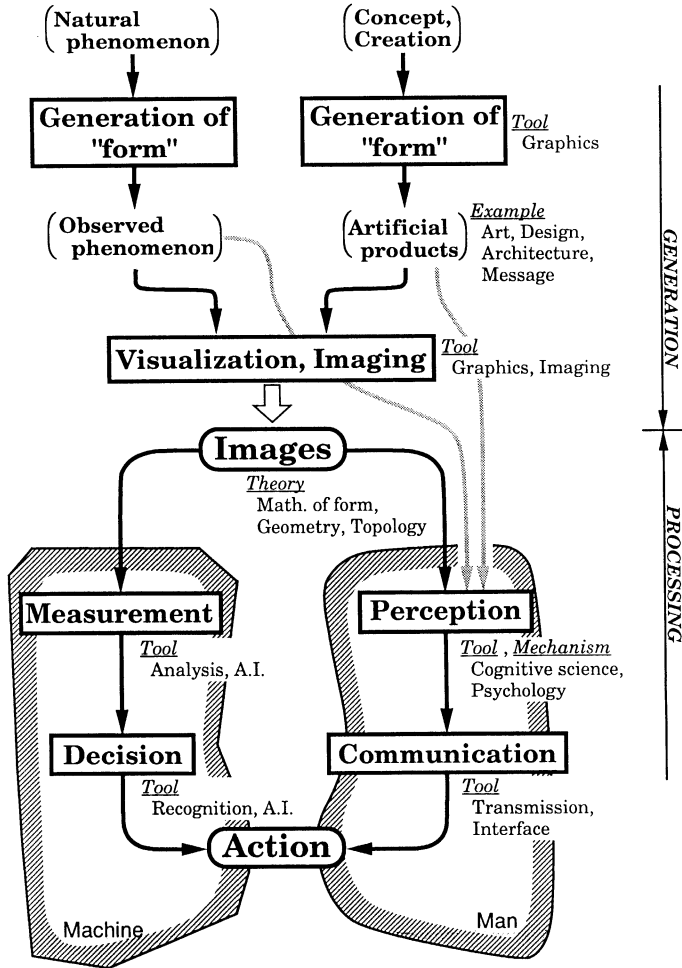 (Natural
phenomenon)
(Concept,
Creation)
Generation of
"form"
Generation of
"form"
Tool
Graphics
(Observed
phenomenon)
(Artificial
products)
Example
Art, Design,
Architecture,
Message
GENERATION
Visualization, Imaging
Tool
Graphics, Imaging
Images
Theory
Math. of form,
Geometry, Topology
PROCESSING
Measurement
Tool
Analysis, A.I.
Perception
Tool , Mechanism
Cognitive science,
Psychology
Decision
Tool
Recognition, A.I.
Communication
Tool
Transmission,
Interface
Action
Machine
Man